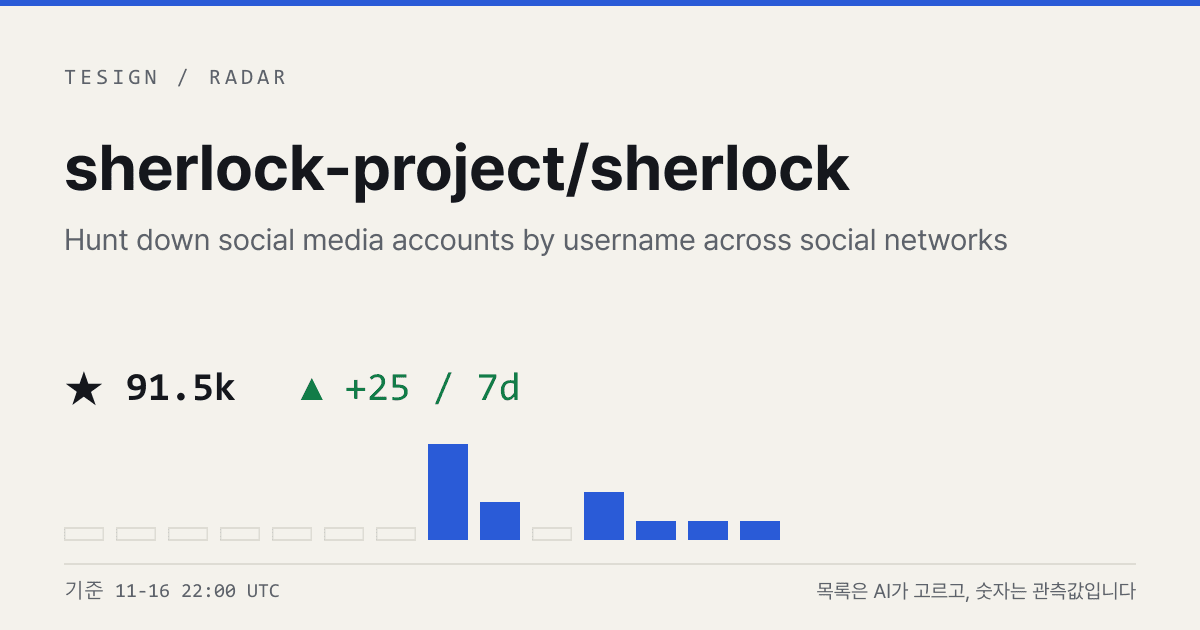 TESIGN / RADAR
sherlock-project/sherlock
Hunt down social media accounts by username across social networks
★ 91.5k ▲ +25 / 7d
기준 11-16 22:00 UTC
목록은 AI가 고르고, 숫자는 관측값입니다